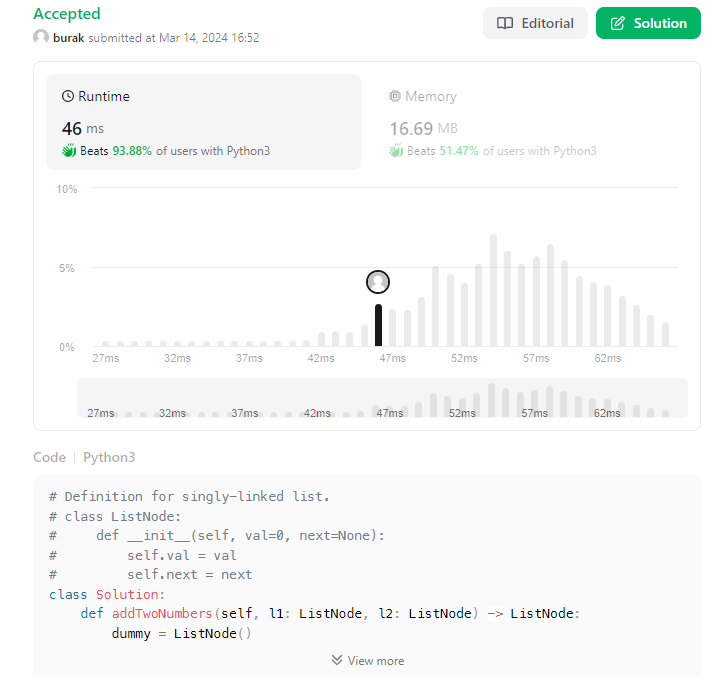 Accepted
burak submitted at Mar 14, 2024 16:52
Editorial
Solution
Runtime
46 ms
Beats 93.88% of users with Python3
Memory
16.69 MB
Beats 51.47% of users with Python3
10%
5%
0%
27ms 32ms 37ms 42ms 47ms 52ms 57ms 62ms
27ms 32ms 37ms 42ms 47ms 52ms 57ms 62ms
Code | Python3
# Definition for singly-linked list.
# class ListNode:
#     def __init__(self, val=0, next=None):
#         self.val = val
#         self.next = next
class Solution:
    def addTwoNumbers(self, l1: ListNode, l2: ListNode) -> ListNode:
        dummy = ListNode()
View more